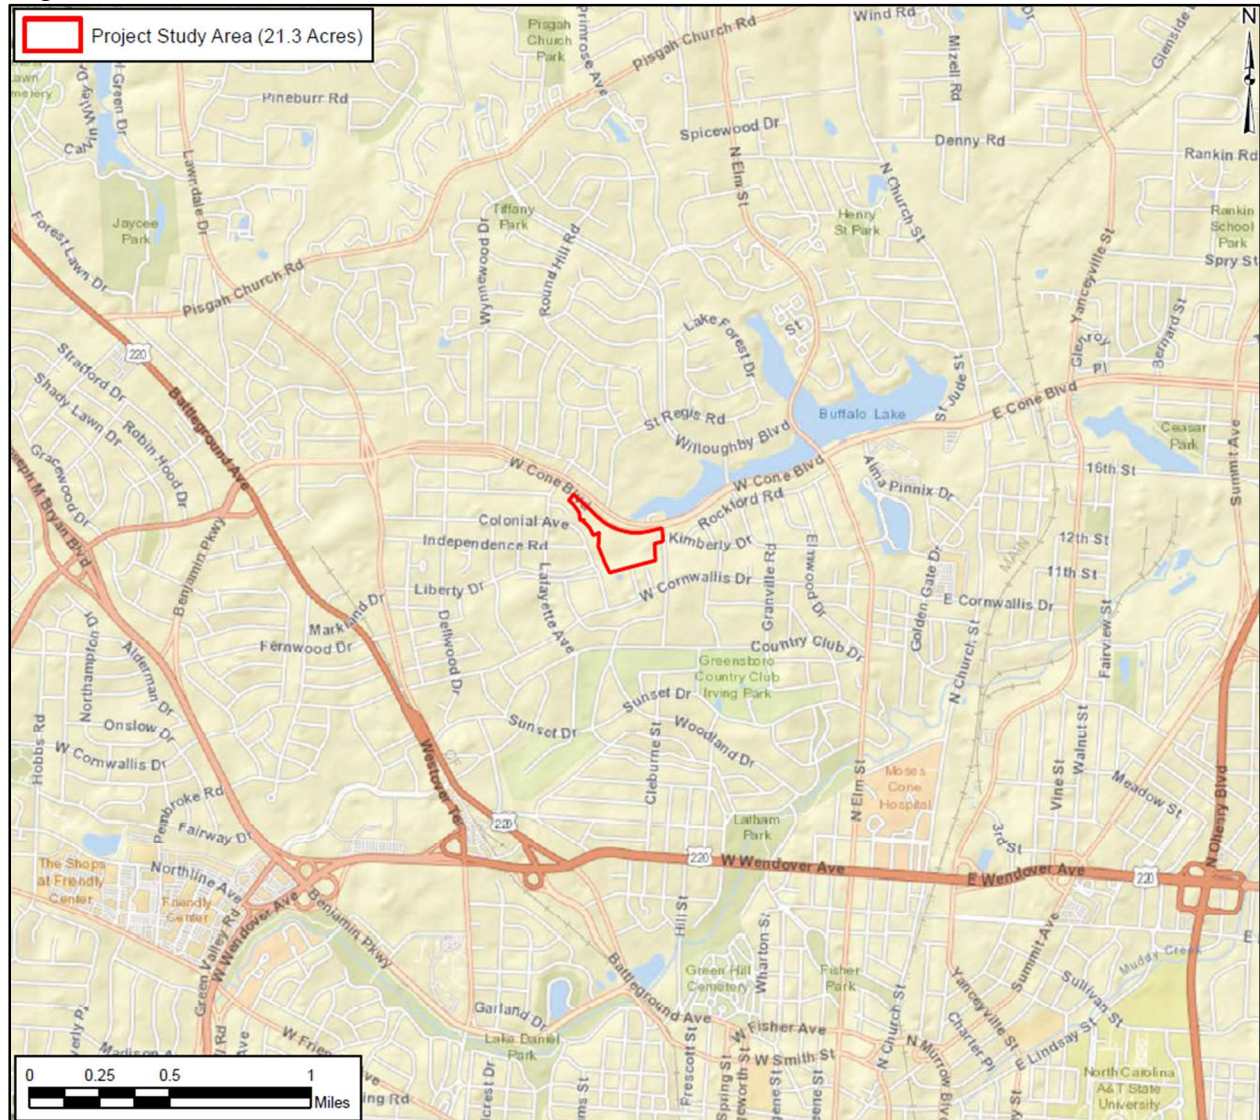 Project Study Area (21.3 Acres)
N
Pisgah
Church
Park
Primrose Ave
Pisgah Church Rd
Wind Rd
Mizell Rd
Pineburr Rd
Lawndale Dr
Spicewood Dr
N Elm St
Denny Rd
Rankin Rd
N Church St
Jaycee
Park
Tiffany
Park
Henry
St Park
Rankin
School
Park
Spry St
Forest Lawn Dr
Pisgah Church Rd
Wynnewood Dr
Round Hill Rd
Yanceyville St
Bernard St
Lake Forest Dr
St
Pl
220
Stratford Dr
Shady Lawn Dr
Robin Hood Dr
Gracewood Dr
Battleground Ave
St Regis Rd
Willoughby Blvd
Buffalo Lake
St Jude St
E Cone Blvd
Ceasar
Park
Summit Ave
W Cone Blvd
W Cone Blvd
Alma Pinnix Dr
16th St
Rockford Rd
Colonial Ave
Independence Rd
Kimberly Dr
12th St
MAIN
11th St
Benjamin Pkwy
Liberty Dr
Lafayette Ave
W Cornwallis Dr
Granville Rd
Elmwood Dr
Golden Gate Dr
E Cornwallis Dr
Markland Dr
Fernwood Dr
Dellwood Dr
Country Club Dr
Fairview St
Northampton Dr
Alderman Dr
Greensboro
Country Club
Irving Park
N Church St
Sunset Dr
Sunset Dr
Woodland Dr
Hobbs Rd
Onslow Dr
W Cornwallis Dr
Cleburne St
Walnut St
Pembroke Rd
Fairway Dr
Moses
Cone
Hospital
N Elm St
Vine St
Meadow St
Latham
Park
3rd St
N Ohenry Blvd
220
220
W Wendover Ave
E Wendover Ave
220
The Shops
at Friendly
Center
Northline Ave
Friendly
Center
Green Valley Rd
W Wendover Ave
Benjamin Pkwy
Hill St
Wharton St
Summit Ave
Muddy Creek
Battleground Ave
Green Hill
Cemetery
Fisher
Park
Yanceyville St
Sullivan St
Garland Dr
Lake Daniel
Park
W Fisher Ave
N Church St
Charter Pl
E Lindsay St
Prescott St
W Smith St
Spring St
North Carolina
A&T State
University
0 0.25 0.5 1
Miles